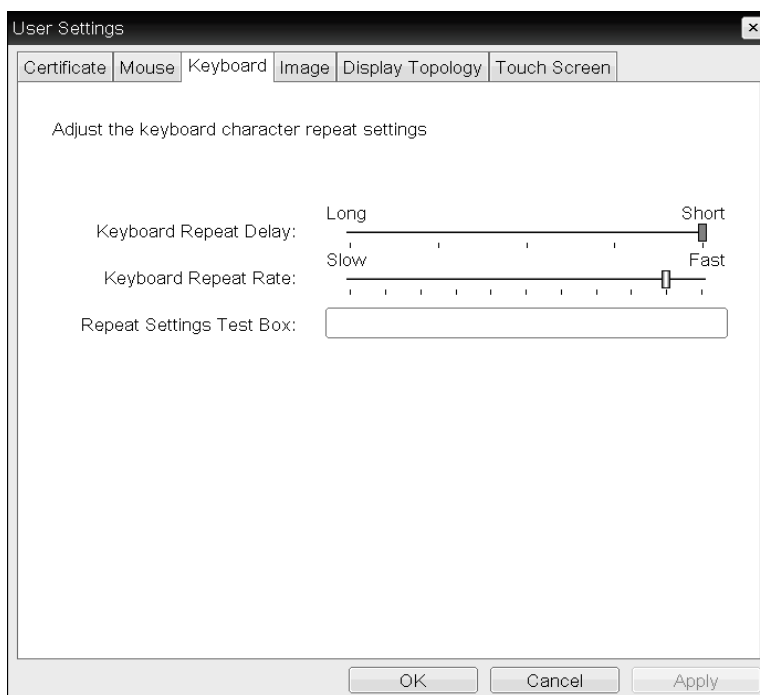 User Settings
Certificate Mouse Keyboard Image Display Topology Touch Screen
Adjust the keyboard character repeat settings
Long Short
Keyboard Repeat Delay:
Slow Fast
Keyboard Repeat Rate:
Repeat Settings Test Box:
OK Cancel Apply